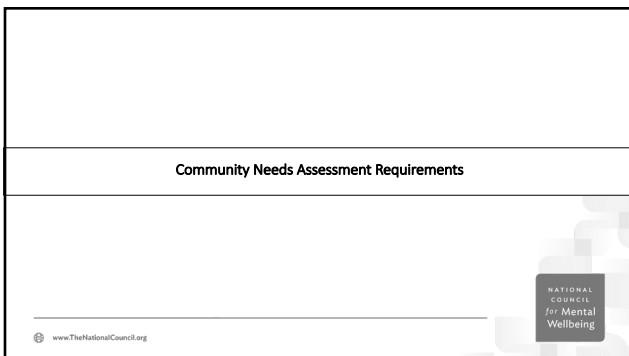 Community Needs Assessment Requirements
NATIONAL
COUNCIL
for Mental
Wellbeing
www.TheNationalCouncil.org